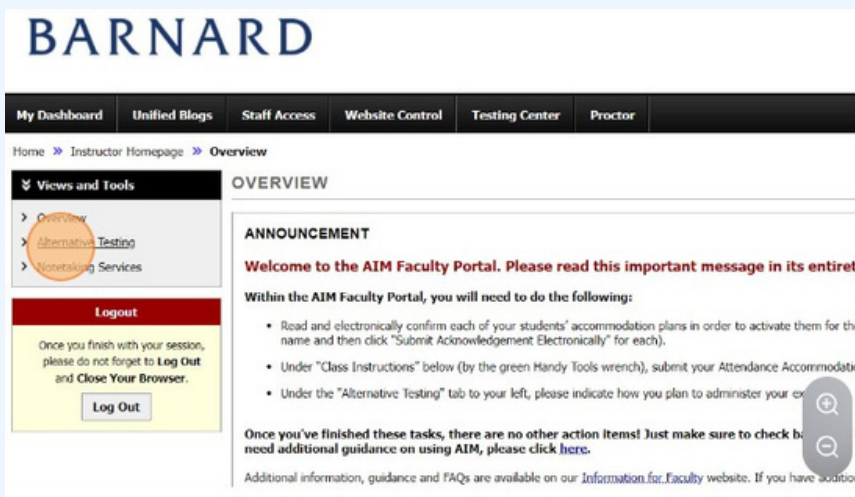 BARNARD
My Dashboard Unified Blogs Staff Access Website Control Testing Center Proctor
Home » Instructor Homepage » Overview
Views and Tools
Overview
Alternative Testing
Notetaking Services
Logout
Once you finish with your session,
please do not forget to Log Out
and Close Your Browser.
Log Out
OVERVIEW
ANNOUNCEMENT
Welcome to the AIM Faculty Portal. Please read this important message in its entiret
Within the AIM Faculty Portal, you will need to do the following:
• Read and electronically confirm each of your students' accommodation plans in order to activate them for the
name and then click "Submit Acknowledgement Electronically" for each).
• Under "Class Instructions" below (by the green Handy Tools wrench), submit your Attendance Accommodati
• Under the "Alternative Testing" tab to your left, please indicate how you plan to administer your
Once you've finished these tasks, there are no other action items! Just make sure to check
need additional guidance on using AIM, please click here.
Additional information, guidance and FAQs are available on our Information for Faculty website. If you have additio